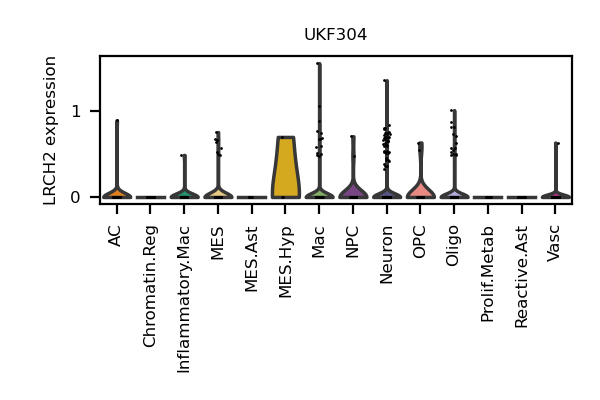 UKF304
LRCH2 expression
1
0
AC
Chromatin.Reg
Inflammatory.Mac
MES
MES.Ast
MES.Hyp
Mac
NPC
Neuron
OPC
Oligo
Prolif.Metab
Reactive.Ast
Vasc